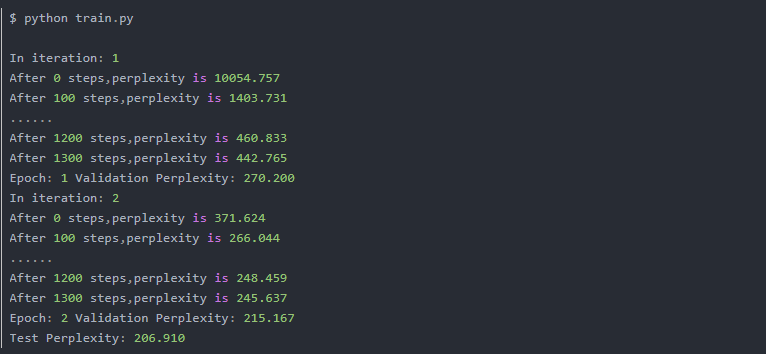 $ python train.py
In iteration: 1
After 0 steps,perplexity is 10054.757
After 100 steps,perplexity is 1403.731
......
After 1200 steps,perplexity is 460.833
After 1300 steps,perplexity is 442.765
Epoch: 1 Validation Perplexity: 270.200
In iteration: 2
After 0 steps,perplexity is 371.624
After 100 steps,perplexity is 266.044
......
After 1200 steps,perplexity is 248.459
After 1300 steps,perplexity is 245.637
Epoch: 2 Validation Perplexity: 215.167
Test Perplexity: 206.910